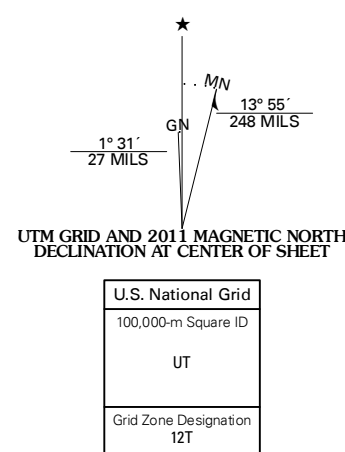 ★
MN
GN
13° 55´
248 MILS
1° 31´
27 MILS
UTM GRID AND 2011 MAGNETIC NORTH
DECLINATION AT CENTER OF SHEET
U.S. National Grid
100,000-m Square ID
UT
Grid Zone Designation
12T